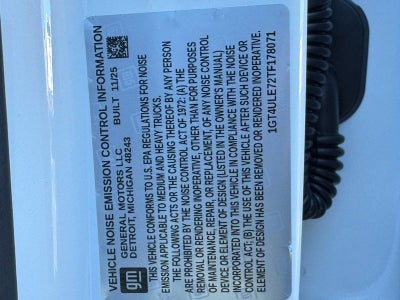 VEHICLE NOISE EMISSION CONTROL INFORMATION
gm
GENERAL MOTORS LLC
DETROIT, MICHIGAN 48243
BUILT 11/25
THIS VEHICLE CONFORMS TO U.S. EPA REGULATIONS FOR NOISE
EMISSION APPLICABLE TO MEDIUM AND HEAVY TRUCKS.
THE FOLLOWING ACTS OR THE CAUSING THEREOF BY ANY PERSON
ARE PROHIBITED BY THE NOISE CONTROL ACT OF 1972: (A) THE
REMOVAL OR RENDERING INOPERATIVE, OTHER THAN FOR PURPOSES
OF MAINTENANCE, REPAIR, OR REPLACEMENT, OF ANY NOISE CONTROL
DEVICE OR ELEMENT OF DESIGN (LISTED IN THE OWNER'S MANUAL)
INCORPORATED INTO THIS VEHICLE IN COMPLIANCE WITH THE NOISE
CONTROL ACT; (B) THE USE OF THIS VEHICLE AFTER SUCH DEVICE OR
ELEMENT OF DESIGN HAS BEEN REMOVED OR RENDERED INOPERATIVE.
1GT4ULE72TF178071